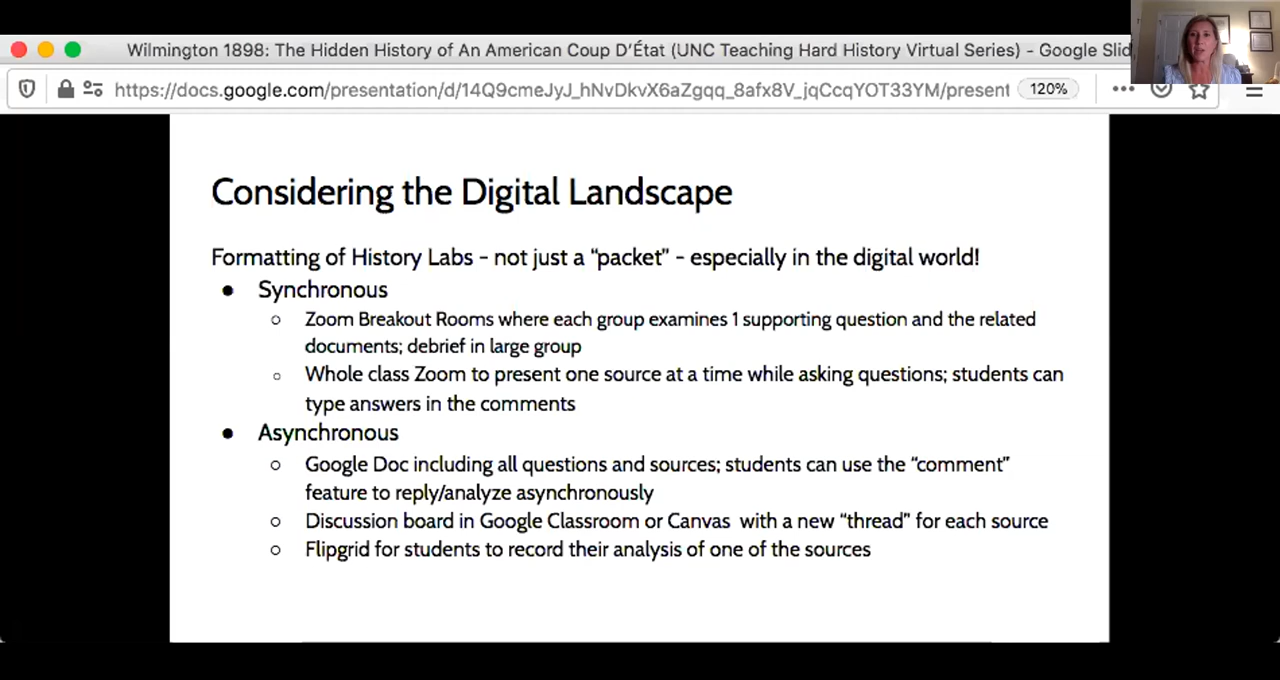 Wilmington 1898: The Hidden History of An American Coup D'État (UNC Teaching Hard History Virtual Series) - Google Slid
https://docs.google.com/presentation/d/14Q9cmeJyJ_hNvDkvX6aZgqq_8afx8V_jqCcqYOT33YM/present 120%
Considering the Digital Landscape
Formatting of History Labs - not just a “packet” - especially in the digital world!
● Synchronous
○ Zoom Breakout Rooms where each group examines 1 supporting question and the related
documents; debrief in large group
○ Whole class Zoom to present one source at a time while asking questions; students can
type answers in the comments
● Asynchronous
○ Google Doc including all questions and sources; students can use the “comment”
feature to reply/analyze asynchronously
○ Discussion board in Google Classroom or Canvas with a new “thread” for each source
○ Flipgrid for students to record their analysis of one of the sources